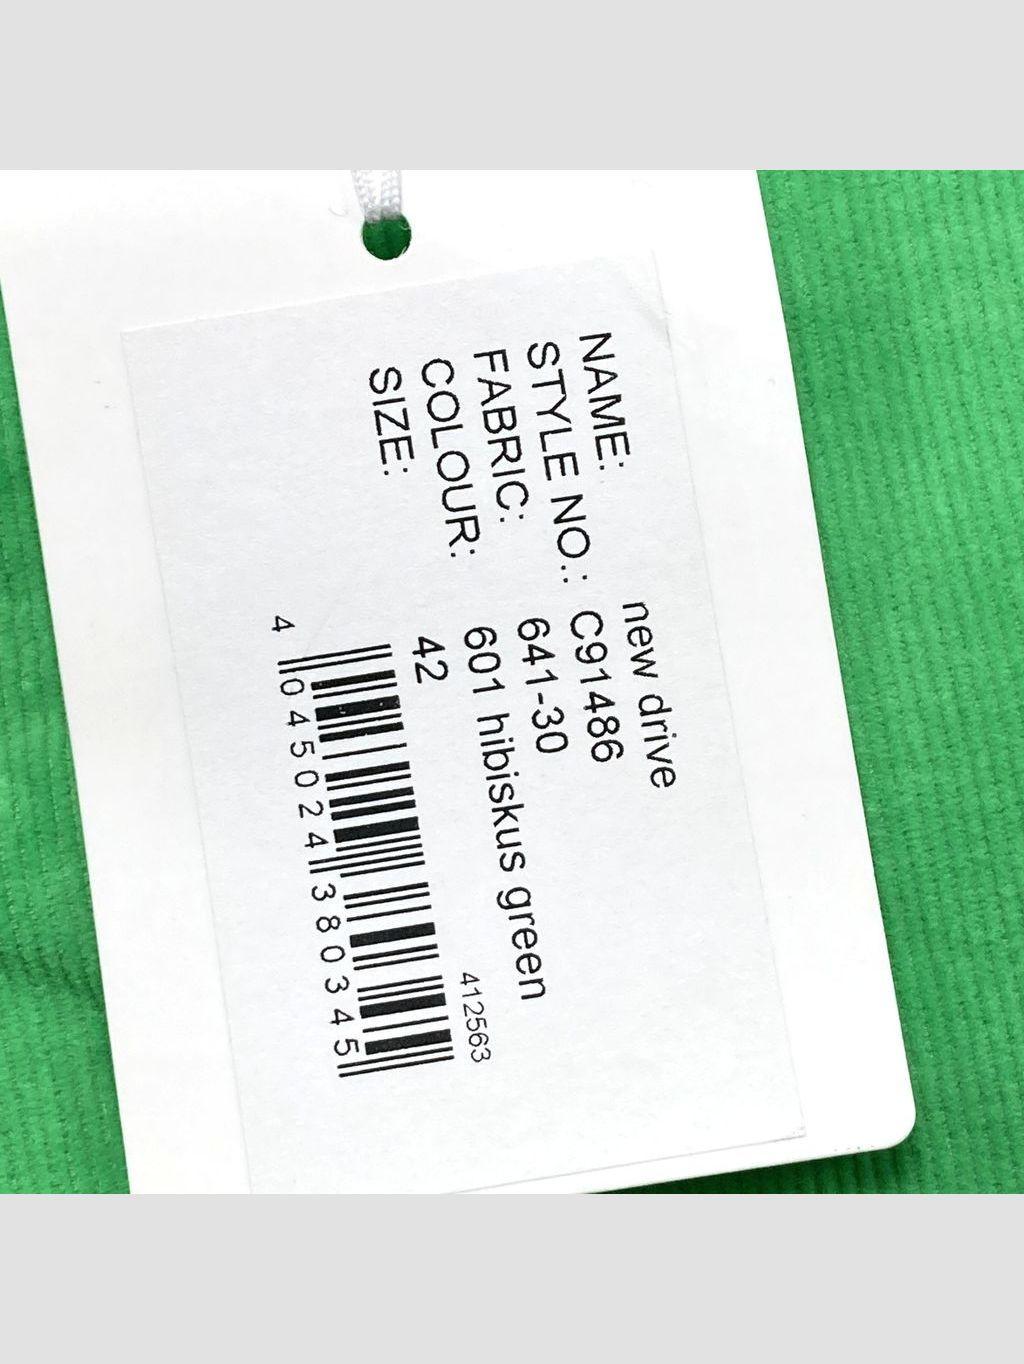 NAME: new drive
STYLE NO.: C91486
FABRIC: 641-30
COLOUR: 601 hibiskus green
SIZE: 42
412563
4 045024 380345